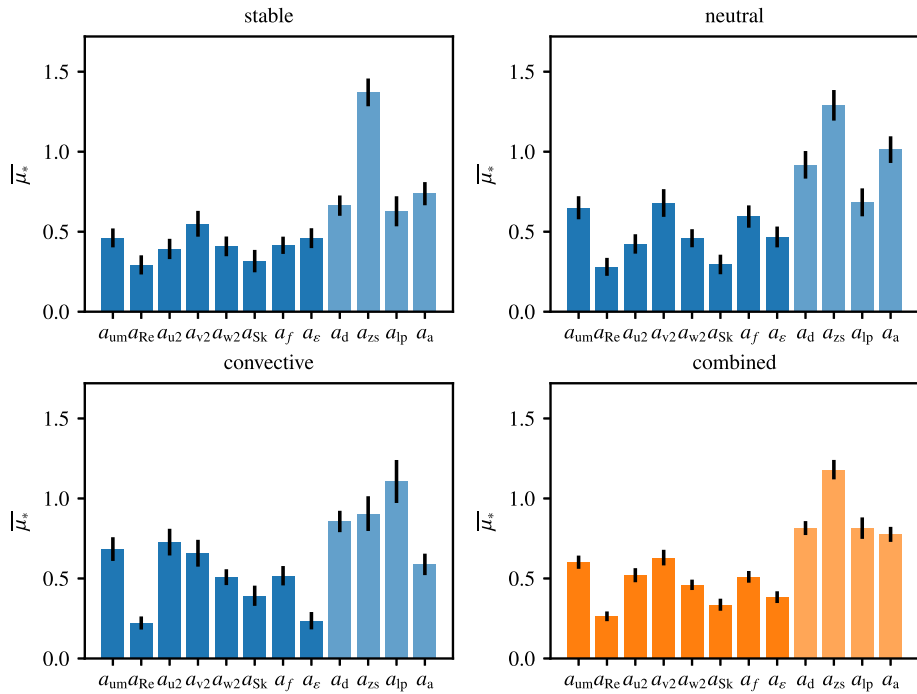 stable
neutral
1.5
1.0
0.5
0.0
μ̅*
a_um a_Re a_u2 a_v2 a_w2 a_Sk a_f a_ε a_d a_zs a_lp a_a
1.5
1.0
0.5
0.0
μ̅*
a_um a_Re a_u2 a_v2 a_w2 a_Sk a_f a_ε a_d a_zs a_lp a_a
convective
combined
1.5
1.0
0.5
0.0
μ̅*
a_um a_Re a_u2 a_v2 a_w2 a_Sk a_f a_ε a_d a_zs a_lp a_a
1.5
1.0
0.5
0.0
μ̅*
a_um a_Re a_u2 a_v2 a_w2 a_Sk a_f a_ε a_d a_zs a_lp a_a